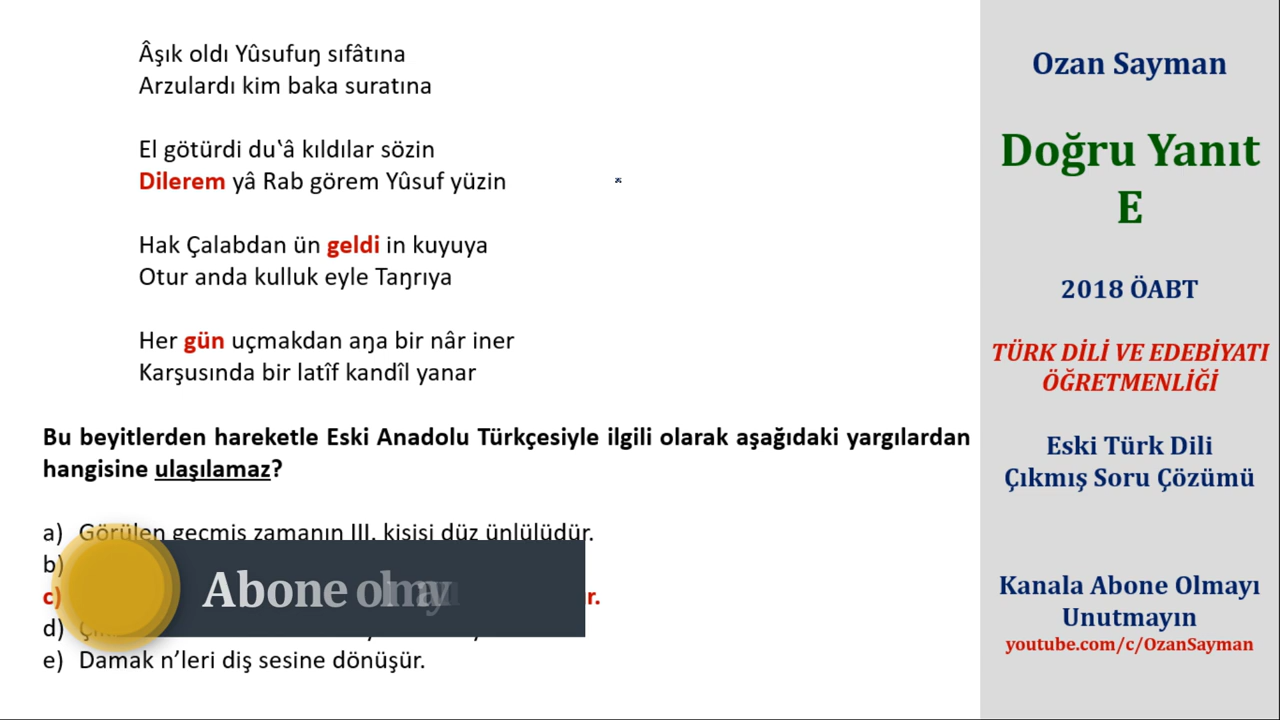 Âşık oldı Yûsufuŋ sıfâtına
Arzulardı kim baka suratına
El götürdi du‛â kıldılar sözin
Dilerem yâ Rab görem Yûsuf yüzin
Hak Çalabdan ün geldi in kuyuya
Otur anda kulluk eyle Taŋrıya
Her gün uçmakdan aŋa bir nâr iner
Karşusında bir latîf kandîl yanar
Bu beyitlerden hareketle Eski Anadolu Türkçesiyle ilgili olarak aşağıdaki yargılardan
hangisine ulaşılamaz?
a) Görülen geçmiş zamanın III. kişisi düz ünlülüdür.
b)
c) r.
d)
e) Damak n’leri diş sesine dönüşür.
Abone
Ozan Sayman
Doğru Yanıt
E
2018 ÖABT
TÜRK DİLİ VE EDEBİYATI
ÖĞRETMENLİĞİ
Eski Türk Dili
Çıkmış Soru Çözümü
Kanala Abone Olmayı
Unutmayın
youtube.com/c/OzanSayman